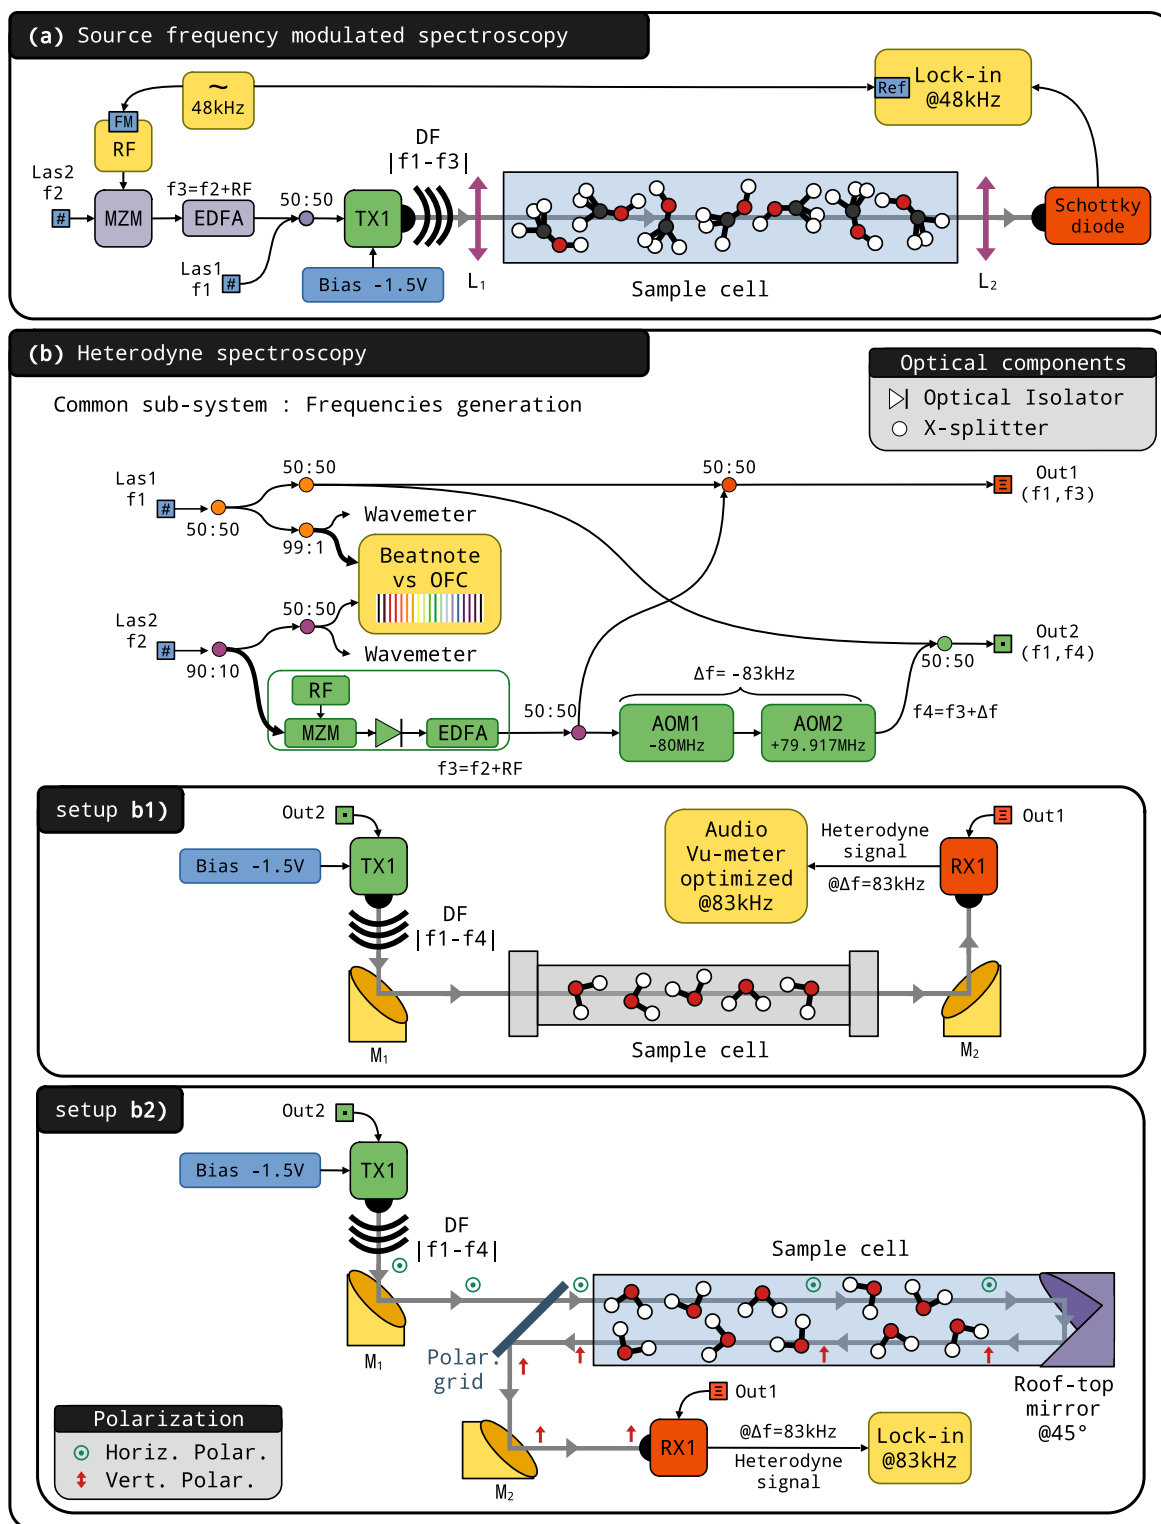 (a) Source frequency modulated spectroscopy
~
48kHz
Ref
Lock-in
@48kHz
FM
RF
DF
|f1-f3|
Las2
f2
#
MZM
f3=f2+RF
EDFA
50:50
TX1
Schottky
diode
Las1
f1
#
Bias -1.5V
L1
Sample cell
L2
(b) Heterodyne spectroscopy
Optical components
Optical Isolator
X-splitter
Common sub-system : Frequencies generation
Las1
f1
#
50:50
50:50
99:1
Wavemeter
50:50
Out1
(f1,f3)
Beatnote
vs OFC
Las2
f2
#
90:10
50:50
Wavemeter
Out2
(f1,f4)
50:50
RF
MZM
EDFA
f3=f2+RF
50:50
Δf= -83kHz
AOM1
-80MHz
AOM2
+79.917MHz
f4=f3+Δf
setup b1)
Out2
Bias -1.5V
TX1
DF
|f1-f4|
Audio
Vu-meter
optimized
@83kHz
Heterodyne
signal
@Δf=83kHz
Out1
RX1
M1
Sample cell
M2
setup b2)
Out2
Bias -1.5V
TX1
DF
|f1-f4|
Sample cell
M1
Polar.
grid
Roof-top
mirror
@45°
Out1
RX1
@Δf=83kHz
Heterodyne
signal
Lock-in
@83kHz
M2
Polarization
Horiz. Polar.
Vert. Polar.